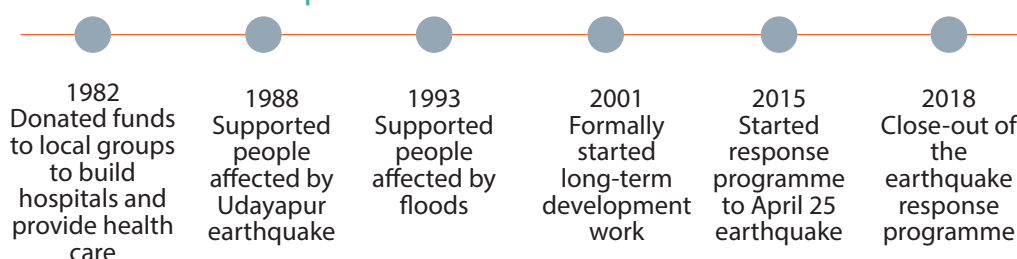 1982
Donated funds
to local groups
to build
hospitals and
provide health
care
1988
Supported
people
affected by
Udayapur
earthquake
1993
Supported
people
affected by
floods
2001
Formally
started
long-term
development
work
2015
Started
response
programme
to April 25
earthquake
2018
Close-out of
the
earthquake
response
programme